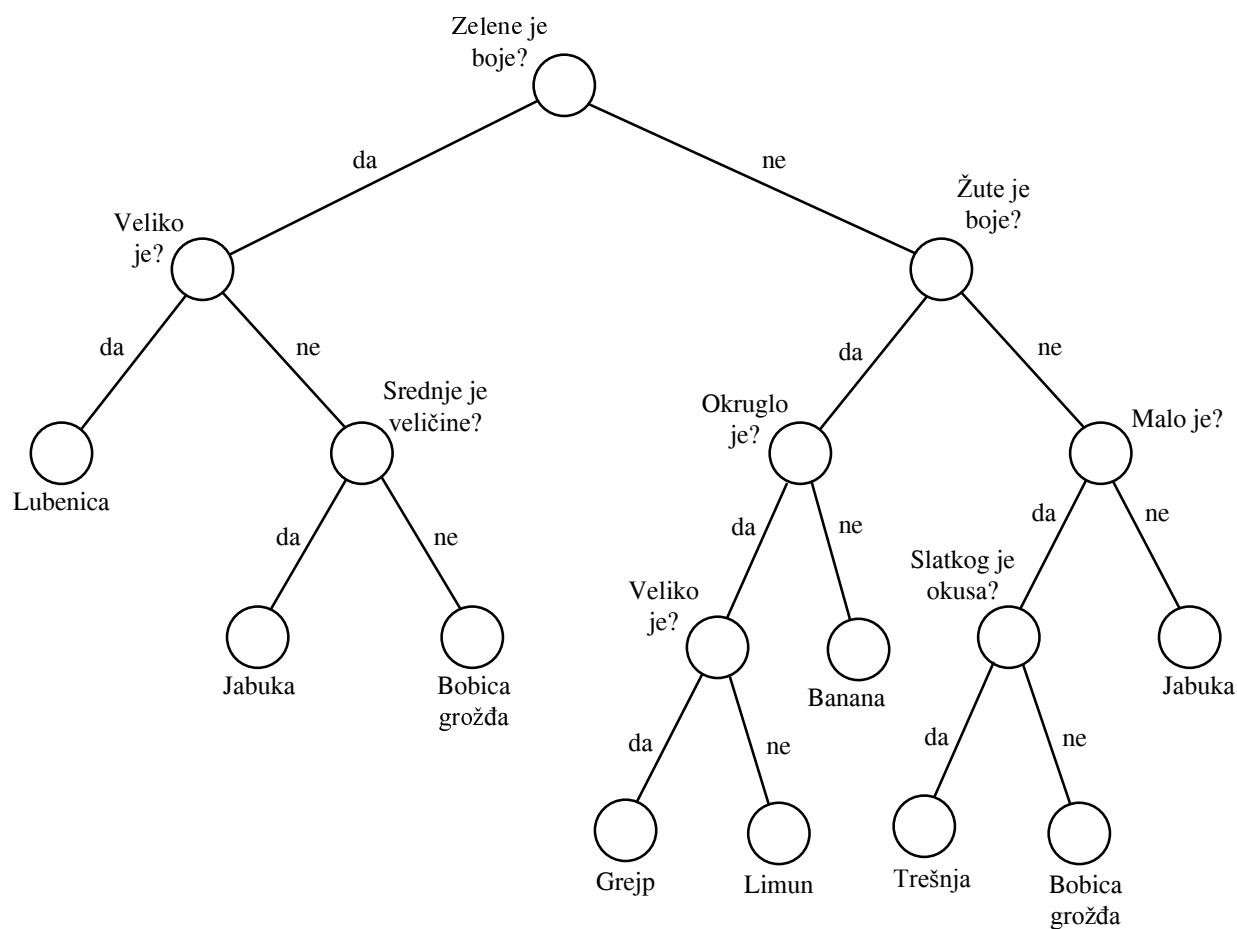 Zelene je
boje?
da
ne
Žute je
boje?
Veliko
je?
da
ne
da
ne
Srednje je
veličine?
Okruglo
je?
Malo je?
Lubenica
da
ne
da
ne
da
ne
Slatkog je
okusa?
Veliko
je?
Jabuka
Bobica
grožđa
Banana
Jabuka
da
ne
da
ne
Grejp
Limun
Trešnja
Bobica
grožđa